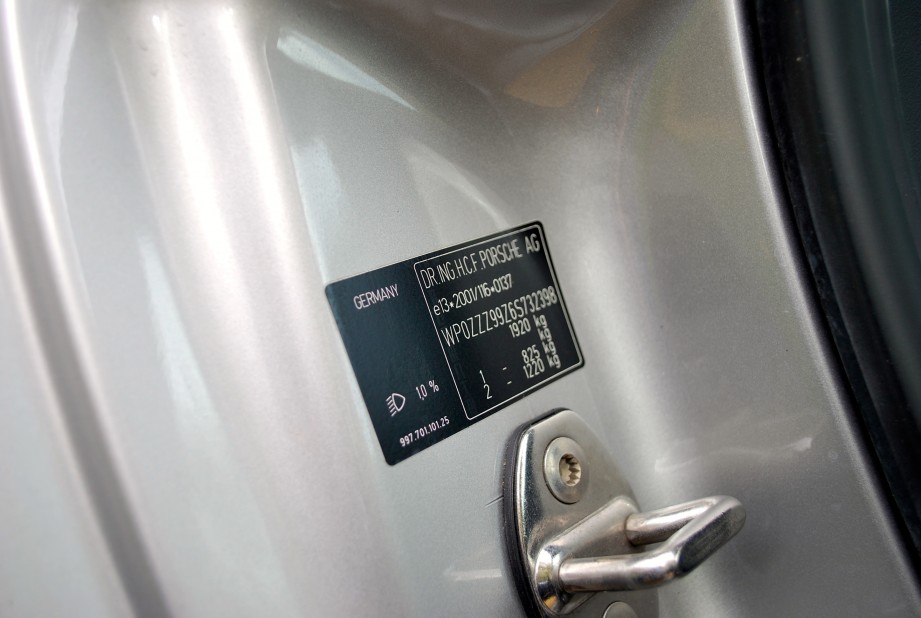 GERMANY
1,0 %
997.701.101.25
DR.ING.H.C.F.PORSCHE AG
e13*2001/116*0137
WP0ZZZ99Z6S732398
1920 kg
kg
1 - 825 kg
2 - 1220 kg